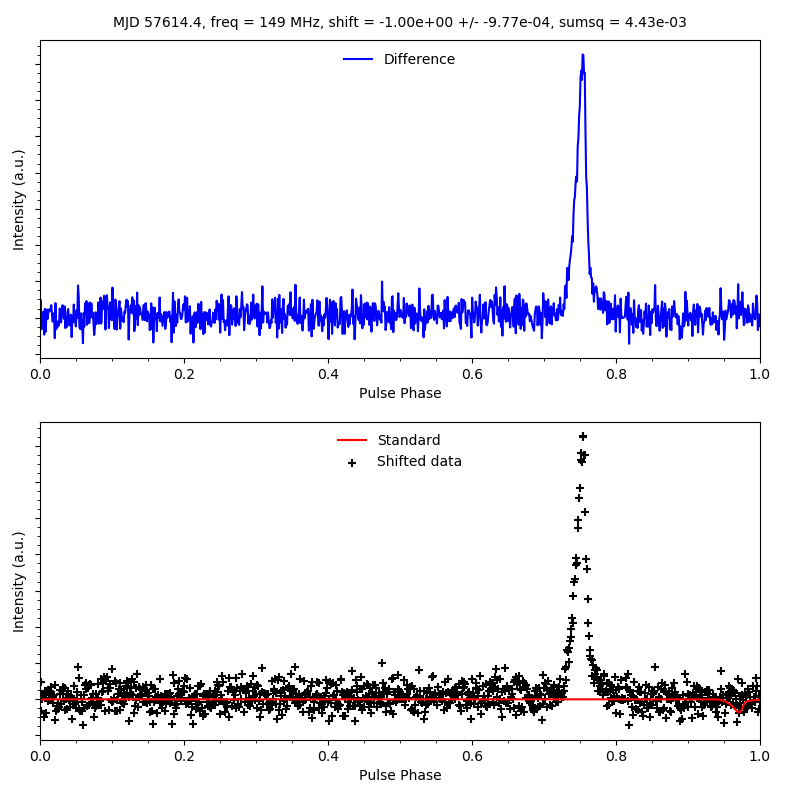 MJD 57614.4, freq = 149 MHz, shift = -1.00e+00 +/- -9.77e-04, sumsq = 4.43e-03
Difference
Intensity (a.u.)
0.0 0.2 0.4 0.6 0.8 1.0
Pulse Phase
Standard
Shifted data
Intensity (a.u.)
0.0 0.2 0.4 0.6 0.8 1.0
Pulse Phase